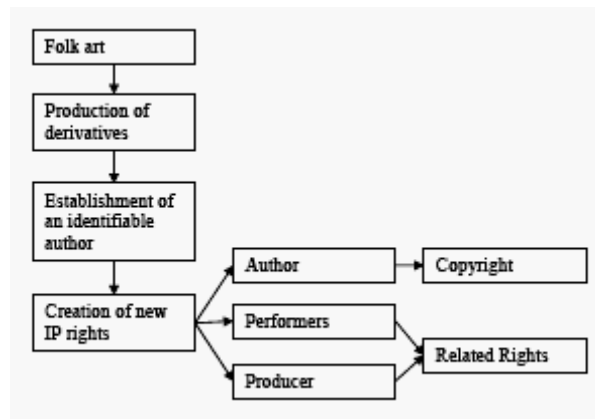 Folk art
Production of
derivatives
Establishment of
an identifiable
author
Creation of new
IP rights
Author
Copyright
Performers
Related Rights
Producer